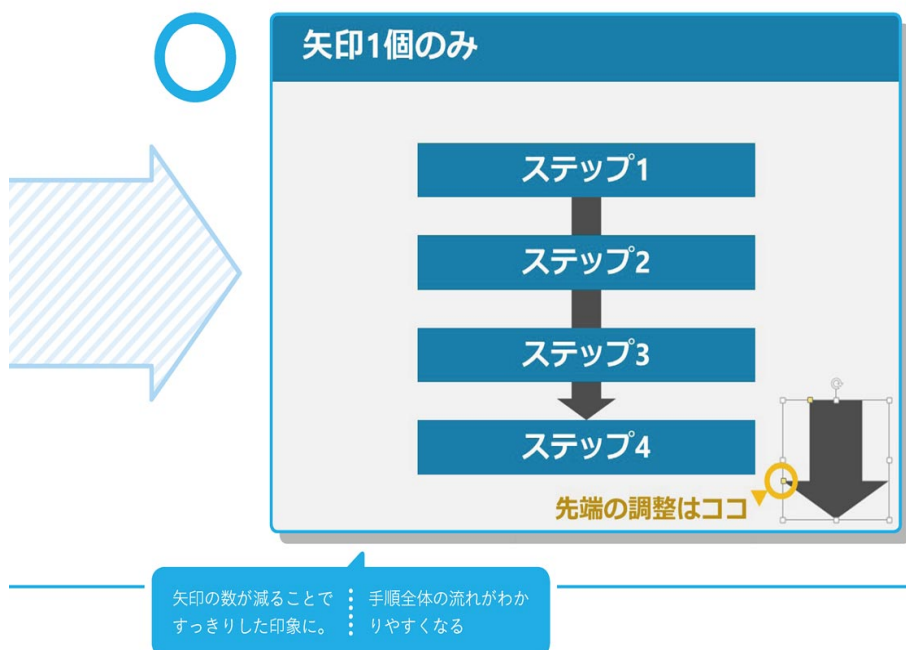 矢印1個のみ
ステップ1
ステップ2
ステップ3
ステップ4
先端の調整はココ
矢印の数が減ることで
すっきりした印象に。
手順全体の流れがわか
りやすくなる